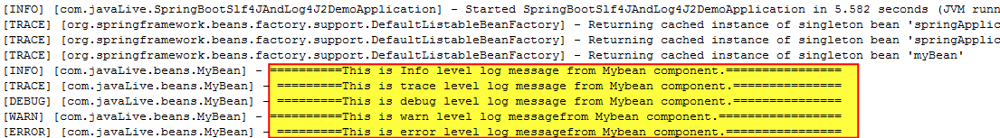 [INFO] [com.javaLive.SpringBootSlf4JAndLog4J2DemoApplication] - Started SpringBootSlf4JAndLog4J2DemoApplication in 5.582 seconds (JVM runn
[TRACE] [org.springframework.beans.factory.support.DefaultListableBeanFactory] - Returning cached instance of singleton bean 'springApplic
[TRACE] [org.springframework.beans.factory.support.DefaultListableBeanFactory] - Returning cached instance of singleton bean 'springApplic
[TRACE] [org.springframework.beans.factory.support.DefaultListableBeanFactory] - Returning cached instance of singleton bean 'myBean'
[INFO] [com.javaLive.beans.MyBean] - ==========This is Info level log message from Mybean component.================
[TRACE] [com.javaLive.beans.MyBean] - =========This is trace level log message from Mybean component.===============
[DEBUG] [com.javaLive.beans.MyBean] - =========This is debug level log message from Mybean component.===============
[WARN] [com.javaLive.beans.MyBean] - ==========This is warn level log messagefrom Mybean component.=================
[ERROR] [com.javaLive.beans.MyBean] - =========This is error level log messagefrom Mybean component.================